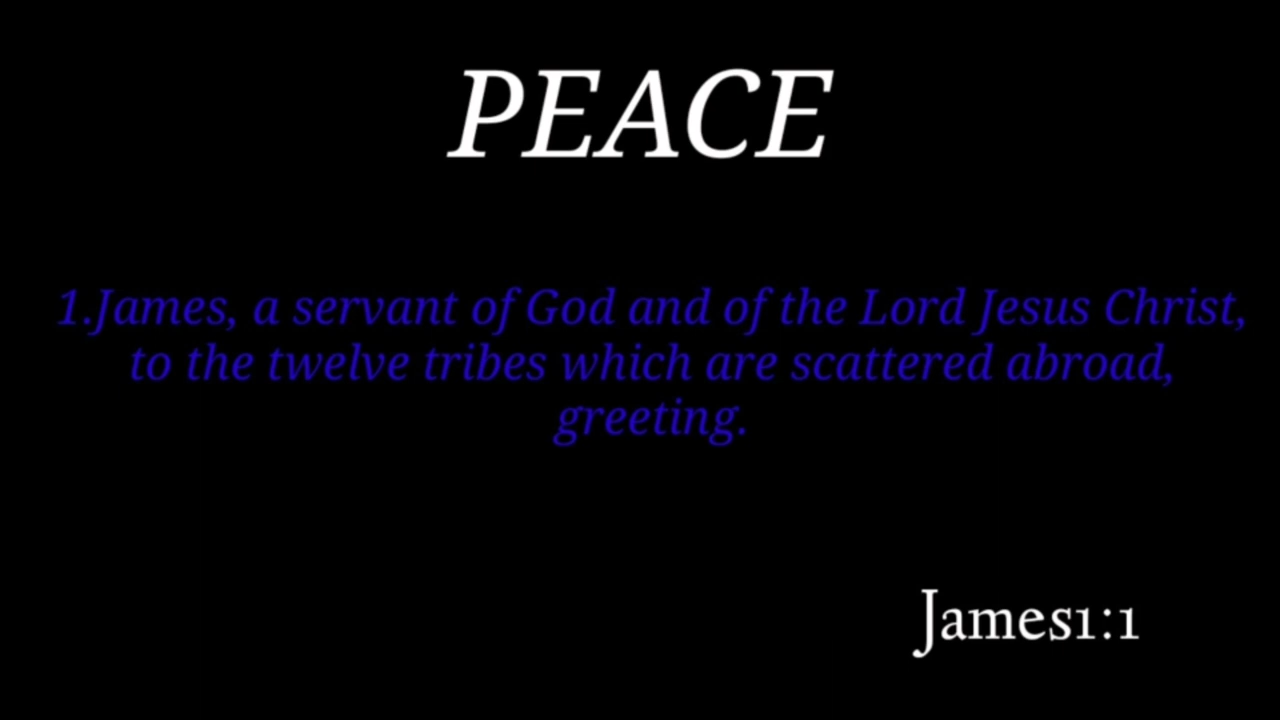 PEACE
1.James, a servant of God and of the Lord Jesus Christ,
to the twelve tribes which are scattered abroad,
greeting.
James1:1